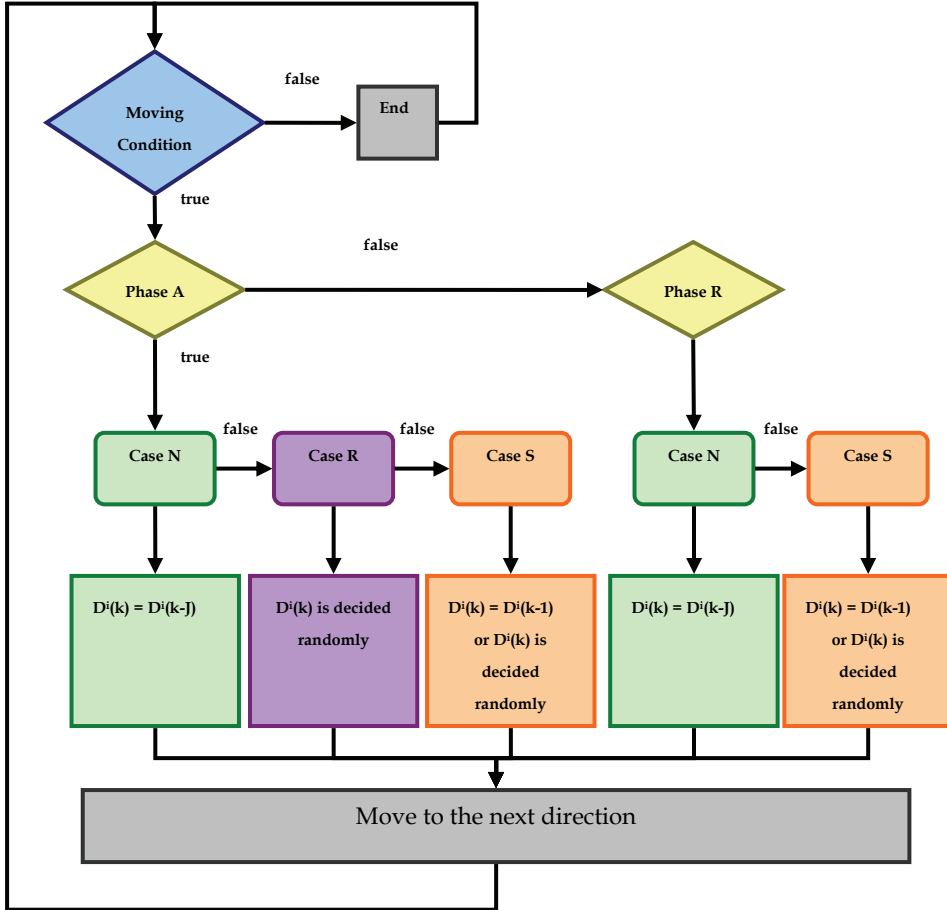 false
End
Moving
Condition
true
false
Phase A
Phase R
true
false
false
false
Case N
Case R
Case S
Case N
Case S
Dⁱ(k) = Dⁱ(k-J)
Dⁱ(k) is decided
randomly
Dⁱ(k) = Dⁱ(k-1)
or Dⁱ(k) is
decided
randomly
Dⁱ(k) = Dⁱ(k-J)
Dⁱ(k) = Dⁱ(k-1)
or Dⁱ(k) is
decided
randomly
Move to the next direction